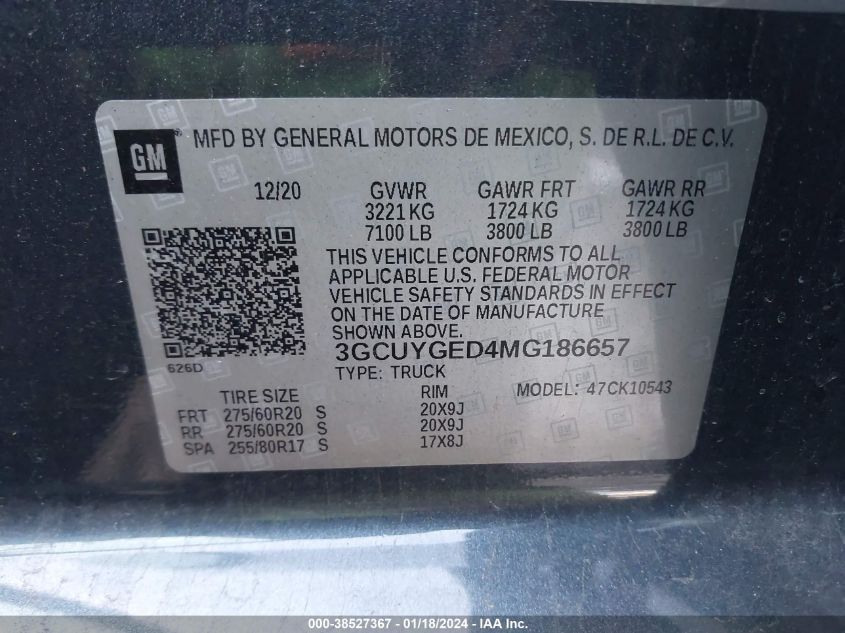 GM ® MFD BY GENERAL MOTORS DE MEXICO, S. DE R.L. DE C.V.
12/20 GVWR GAWR FRT GAWR RR
3221 KG 1724 KG 1724 KG
7100 LB 3800 LB 3800 LB
THIS VEHICLE CONFORMS TO ALL
APPLICABLE U.S. FEDERAL MOTOR
VEHICLE SAFETY STANDARDS IN EFFECT
ON THE DATE OF MANUFACTURE
SHOWN ABOVE.
3GCUYGED4MG186657
626D
TYPE: TRUCK
TIRE SIZE RIM MODEL: 47CK10543
FRT 275/60R20 S 20X9J
RR 275/60R20 S 20X9J
SPA 255/80R17 S 17X8J
000-38527367 - 01/18/2024 - IAA Inc.